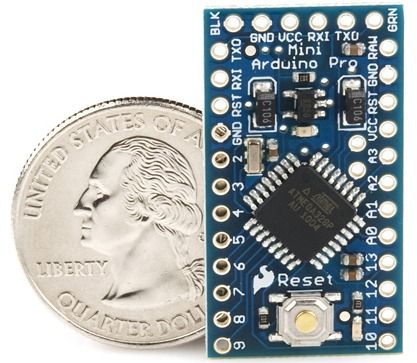 BLK
GND VCC RXI TXO
GRN
Mini
Arduino Pro
TXO
RXI
RST
GND
2
3
4
5
6
7
8
9
RAW
GND
RST
VCC
A3
A2
A1
A0
13
12
11
10
ATMEGA328P
Reset
UNITED STATES OF A
LIBERTY
QUARTER DOL